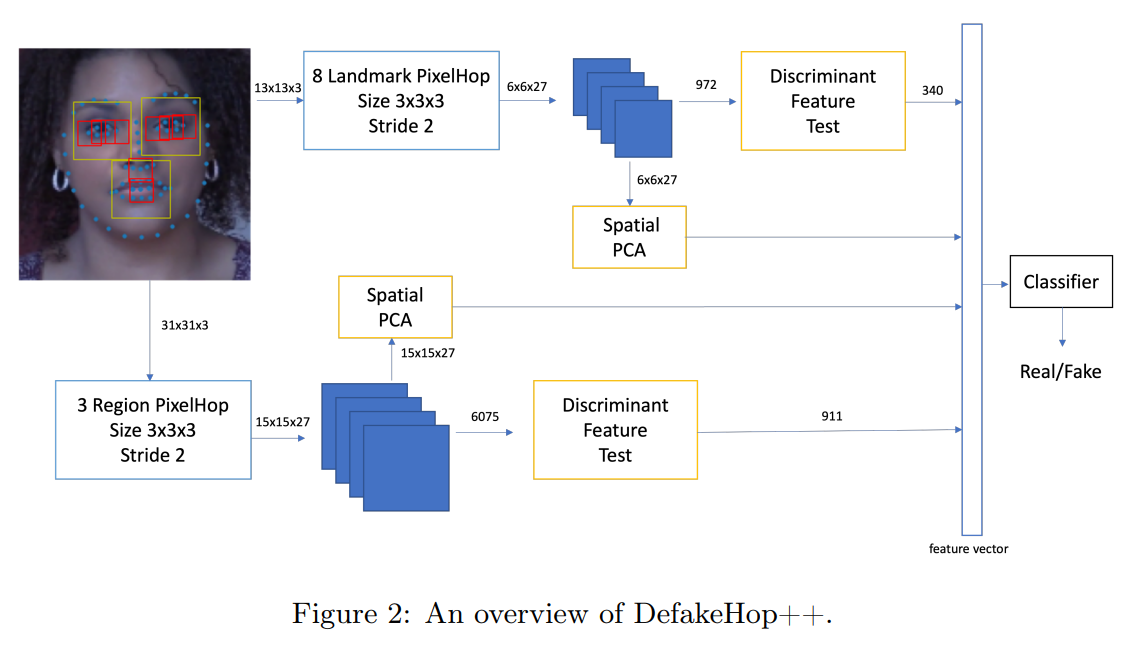 13x13x3
8 Landmark PixelHop
Size 3x3x3
Stride 2
6x6x27
972
Discriminant
Feature
Test
340
6x6x27
Spatial
PCA
Spatial
PCA
15x15x27
31x31x3
3 Region PixelHop
Size 3x3x3
Stride 2
15x15x27
6075
Discriminant
Feature
Test
911
Classifier
Real/Fake
feature vector
Figure 2: An overview of DefakeHop++.